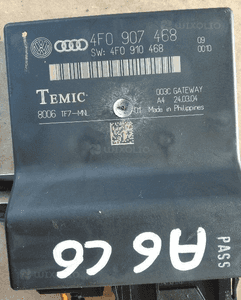 4F0 907 468
SW: 4F0 910 468
09
0010
TEMIC
003C GATEWAY
A4 24.03.04
8006 TF7-MNL
Made in Philippines
A6 C6
PASS